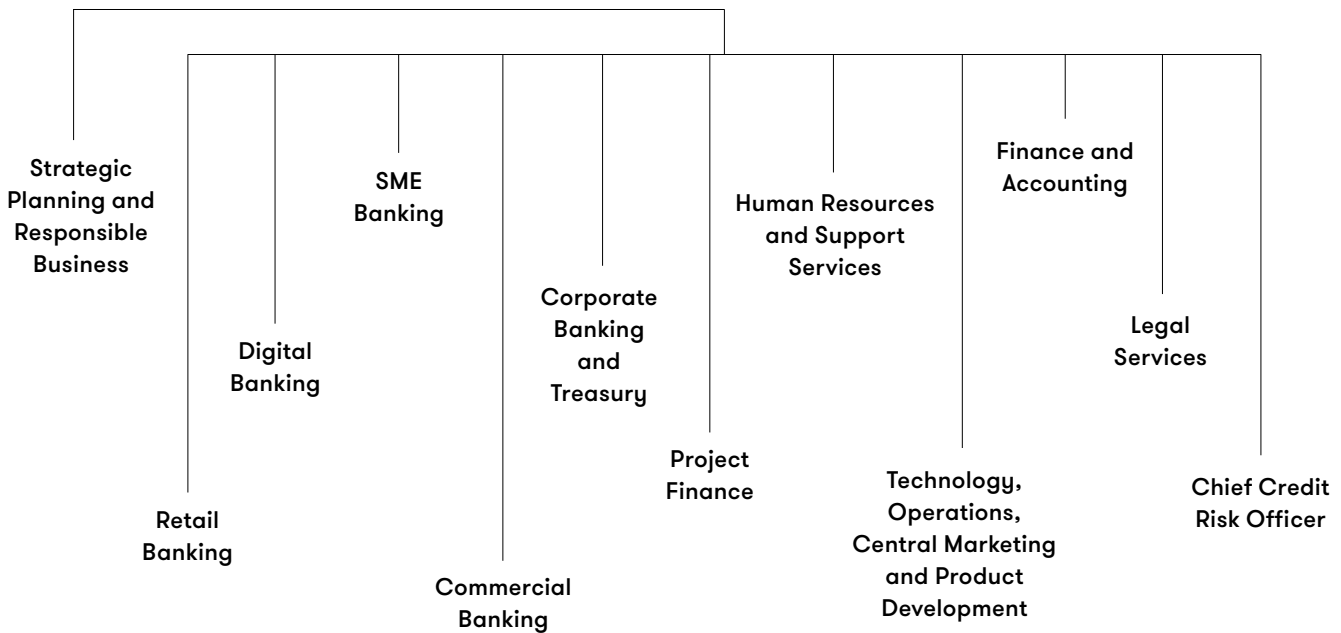 Strategic
Planning and
Responsible
Business
Retail
Banking
Digital
Banking
SME
Banking
Commercial
Banking
Corporate
Banking
and
Treasury
Project
Finance
Human Resources
and Support
Services
Technology,
Operations,
Central Marketing
and Product
Development
Finance and
Accounting
Legal
Services
Chief Credit
Risk Officer